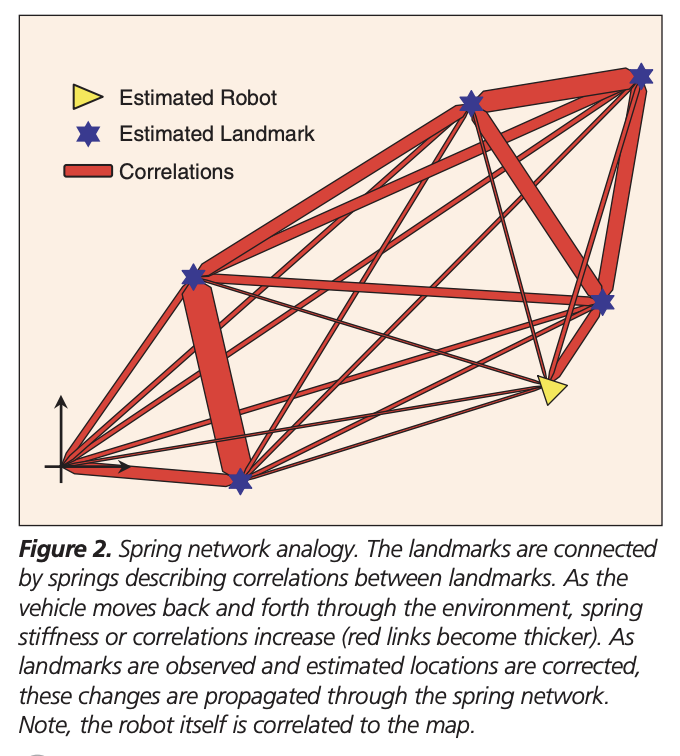 Estimated Robot
Estimated Landmark
Correlations
Figure 2. Spring network analogy. The landmarks are connected
by springs describing correlations between landmarks. As the
vehicle moves back and forth through the environment, spring
stiffness or correlations increase (red links become thicker). As
landmarks are observed and estimated locations are corrected,
these changes are propagated through the spring network.
Note, the robot itself is correlated to the map.